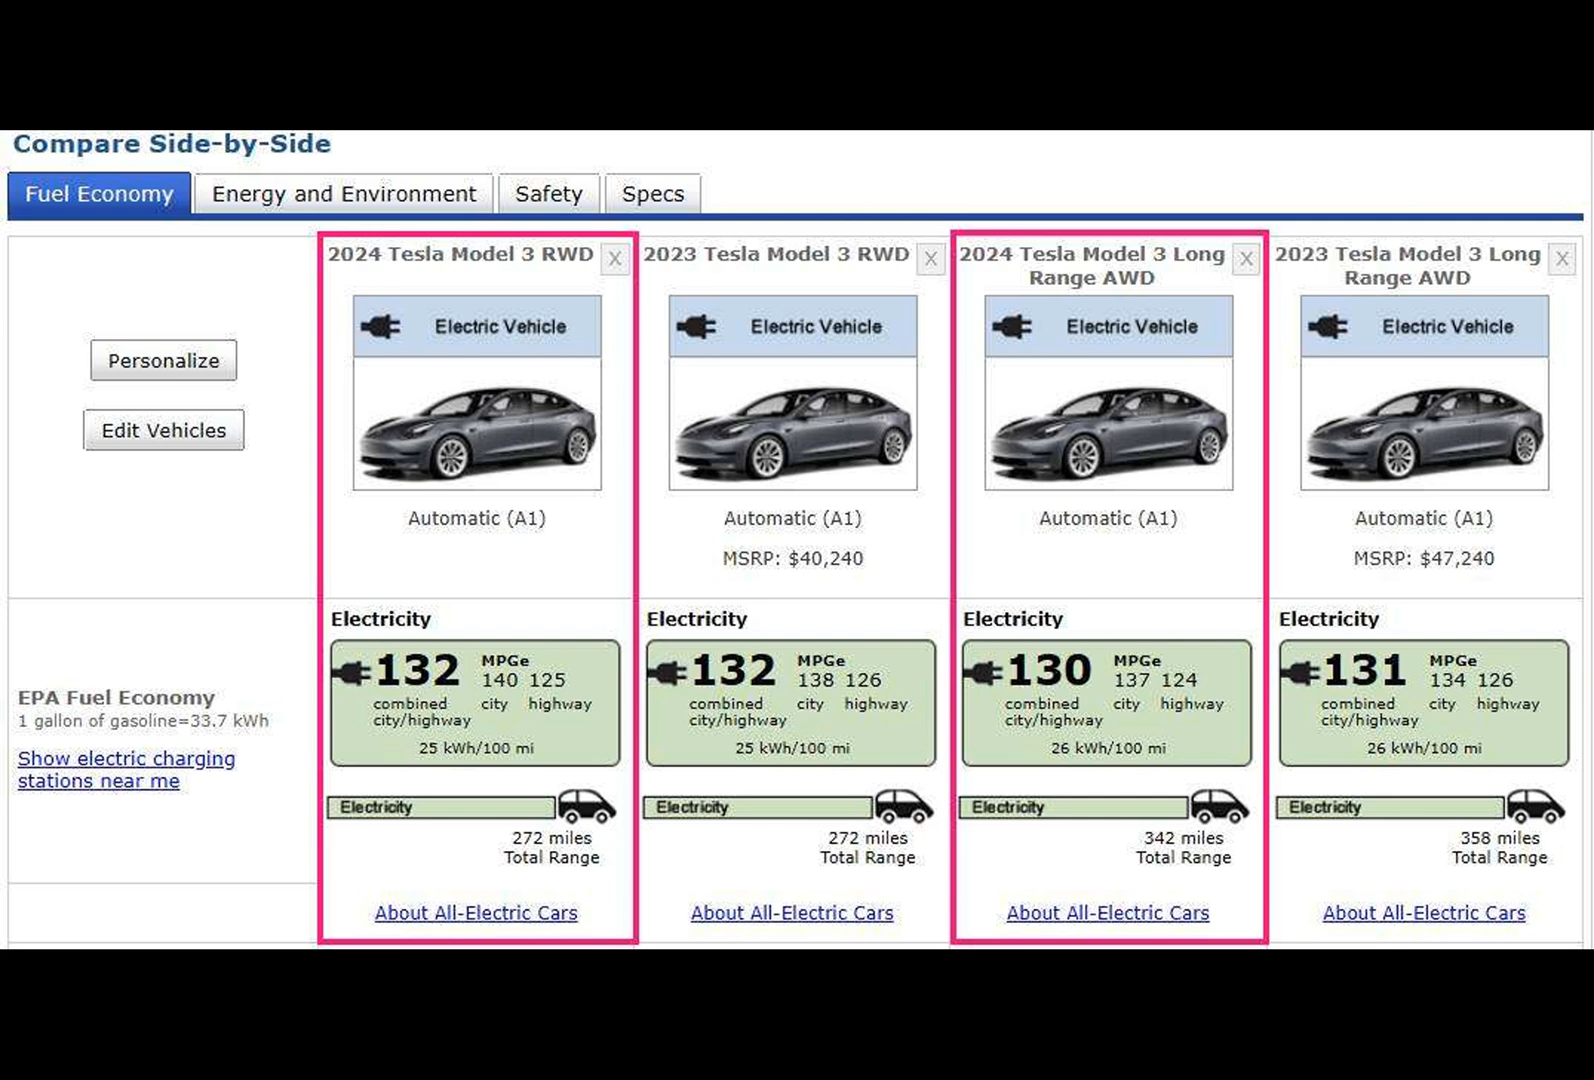 Compare Side-by-Side
Fuel Economy
Energy and Environment
Safety
Specs
Personalize
Edit Vehicles
2024 Tesla Model 3 RWD
X
Electric Vehicle
Automatic (A1)
2023 Tesla Model 3 RWD
X
Electric Vehicle
Automatic (A1)
MSRP: $40,240
2024 Tesla Model 3 Long
Range AWD
X
Electric Vehicle
Automatic (A1)
2023 Tesla Model 3 Long
Range AWD
X
Electric Vehicle
Automatic (A1)
MSRP: $47,240
EPA Fuel Economy
1 gallon of gasoline=33.7 kWh
Show electric charging
stations near me
Electricity
132 MPGe
140 125
combined city highway
city/highway
25 kWh/100 mi
Electricity
272 miles
Total Range
About All-Electric Cars
Electricity
132 MPGe
138 126
combined city highway
city/highway
25 kWh/100 mi
Electricity
272 miles
Total Range
About All-Electric Cars
Electricity
130 MPGe
137 124
combined city highway
city/highway
26 kWh/100 mi
Electricity
342 miles
Total Range
About All-Electric Cars
Electricity
131 MPGe
134 126
combined city highway
city/highway
26 kWh/100 mi
Electricity
358 miles
Total Range
About All-Electric Cars